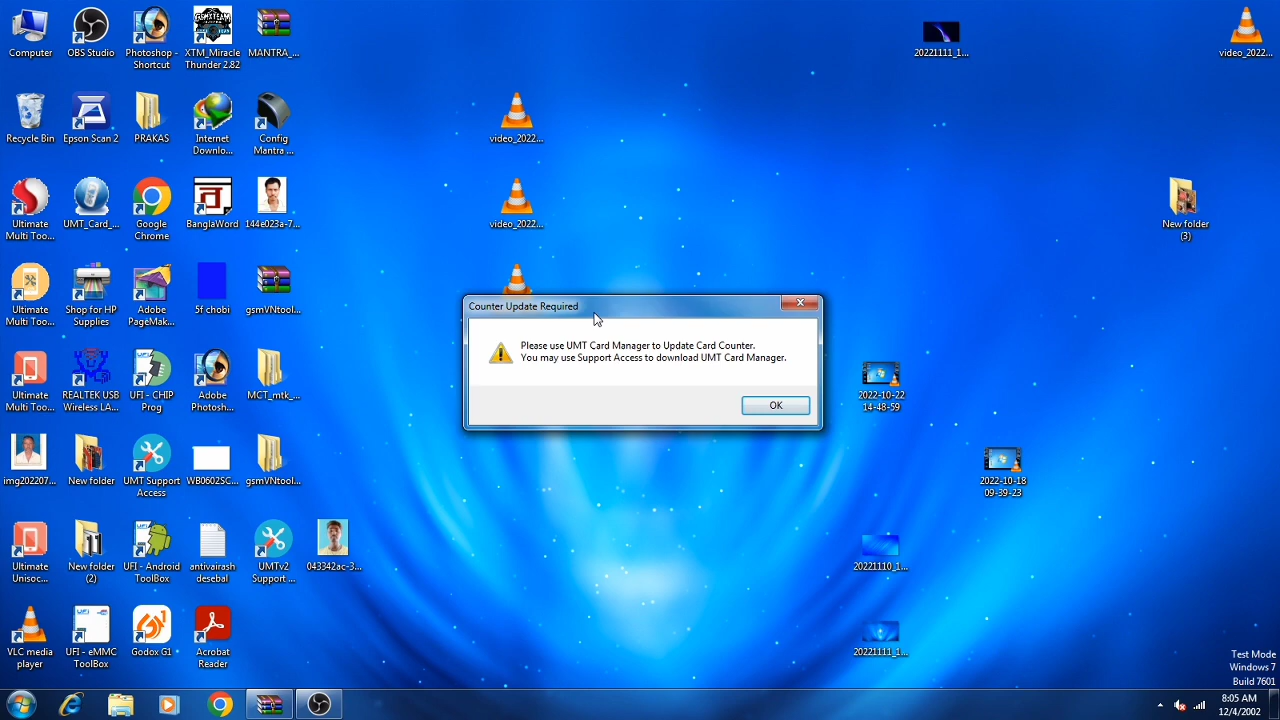 Computer
OBS Studio
Photoshop -
Shortcut
XTM_Miracle
Thunder 2.82
MANTRA_...
20221111_1...
video_2022...
Recycle Bin
Epson Scan 2
PRAKAS
Internet
Downlo...
Config
Mantra ...
video_2022...
Ultimate
Multi Too...
UMT_Card_...
Google
Chrome
BanglaWord
144e023a-7...
video_2022...
New folder
(3)
Ultimate
Multi Too...
Shop for HP
Supplies
Adobe
PageMak...
5f chobi
gsmVNtool...
Counter Update Required
Please use UMT Card Manager to Update Card Counter.
You may use Support Access to download UMT Card Manager.
OK
Ultimate
Multi Too...
REALTEK USB
Wireless LA...
UFI - CHIP
Prog
Adobe
Photosh...
MCT_mtk_...
2022-10-22
14-48-59
img202207...
New folder
UMT Support
Access
WB0602SC...
gsmVNtool...
2022-10-18
09-39-23
Ultimate
Unisoc...
New folder
(2)
UFI - Android
ToolBox
antivairash
desebal
UMTv2
Support ...
043342ac-3...
20221110_1...
VLC media
player
UFI - eMMC
ToolBox
Godox G1
Acrobat
Reader
20221111_1...
Test Mode
Windows 7
Build 7601
8:05 AM
12/4/2002